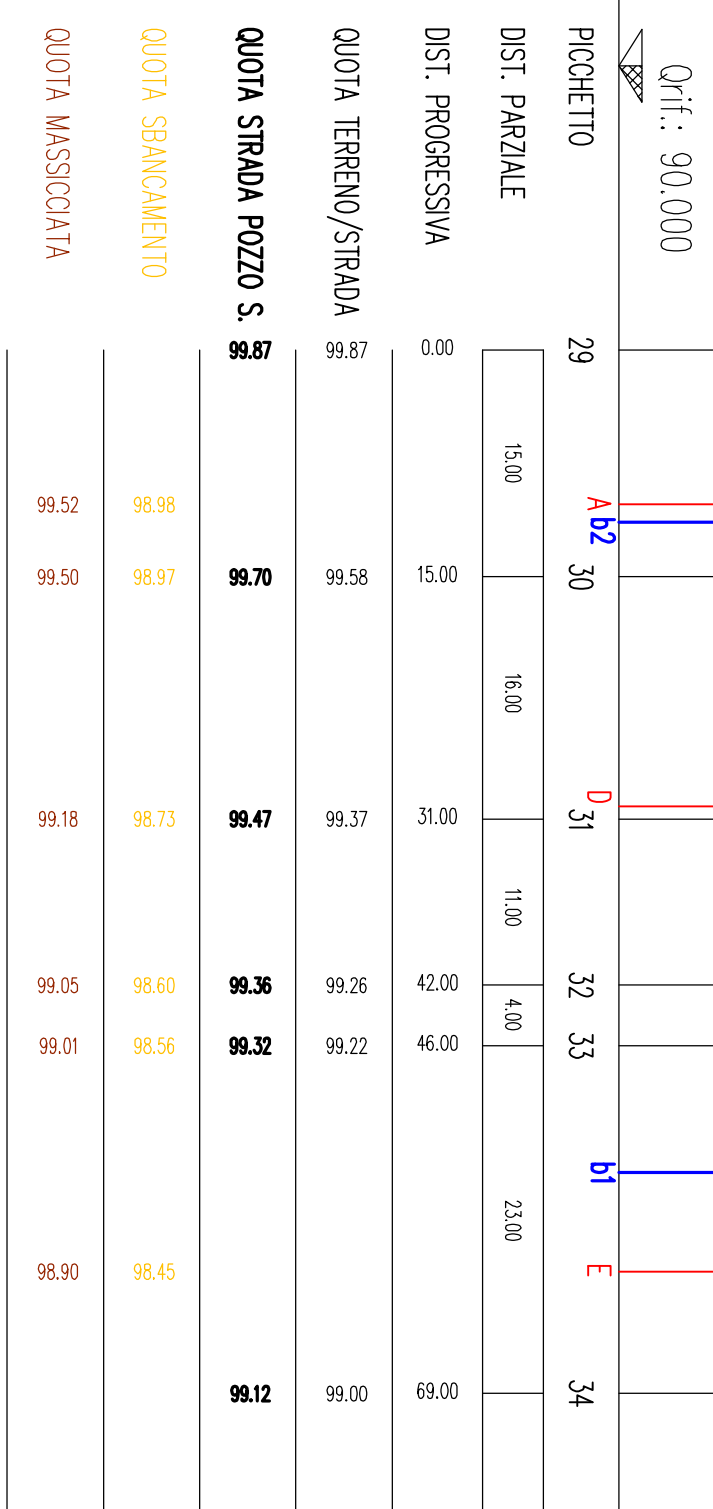 Qrif.: 90.000
A b2 D b1 E
PICCHETTO 29 30 31 32 33 34
DIST. PARZIALE 15.00 16.00 11.00 4.00 23.00
DIST. PROGRESSIVA 0.00 15.00 31.00 42.00 46.00 69.00
QUOTA TERRENO/STRADA 99.87 99.58 99.37 99.26 99.22 99.00
QUOTA STRADA POZZO S. 99.87 99.70 99.47 99.36 99.32 99.12
QUOTA SBANCAMENTO 98.98 98.97 98.73 98.60 98.56 98.45
QUOTA MASSICCIATA 99.52 99.50 99.18 99.05 99.01 98.90